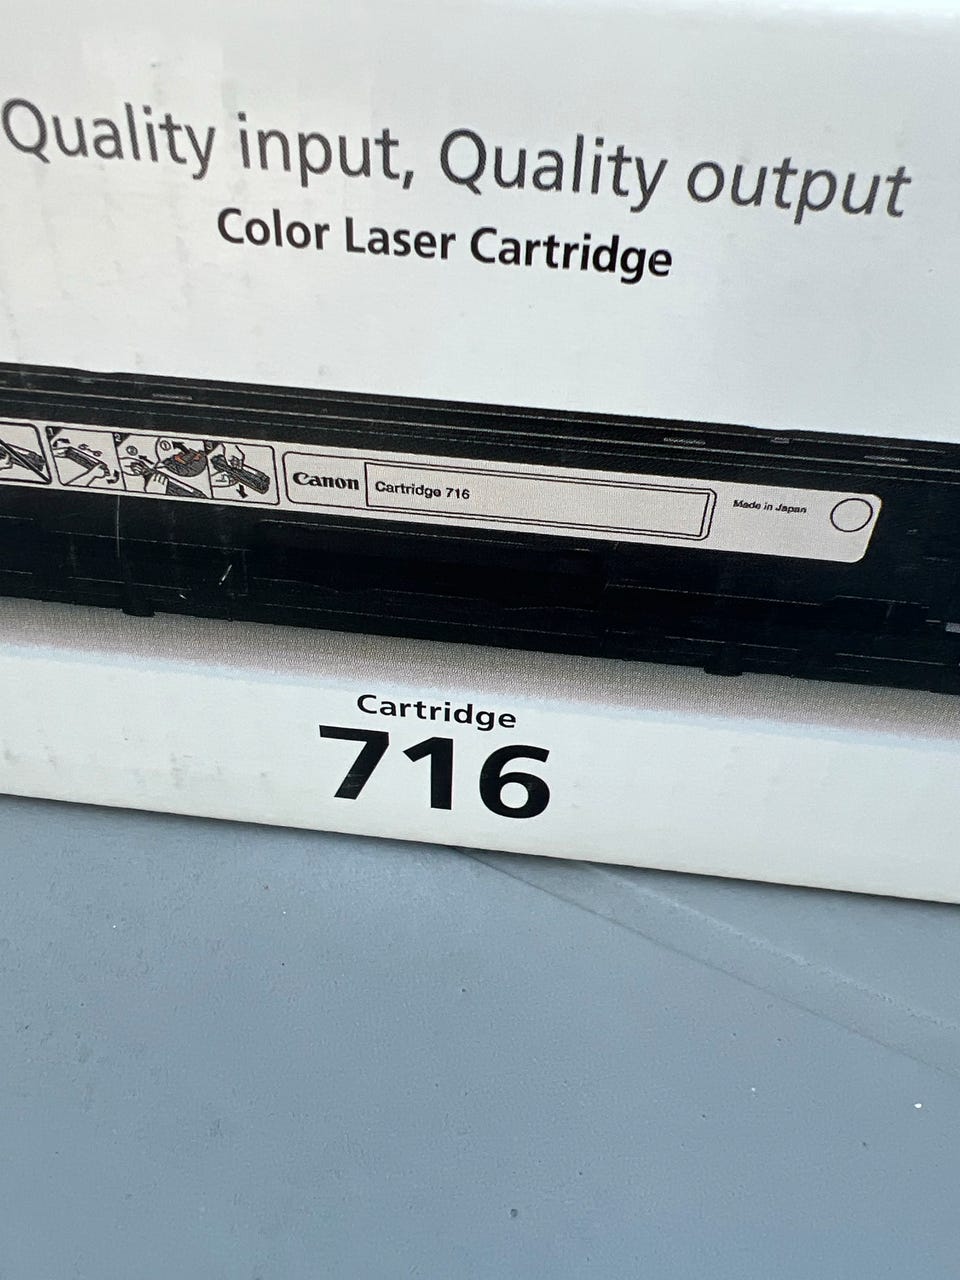 Quality input, Quality output
Color Laser Cartridge
Canon
Cartridge 716
Made in Japan
Cartridge
716